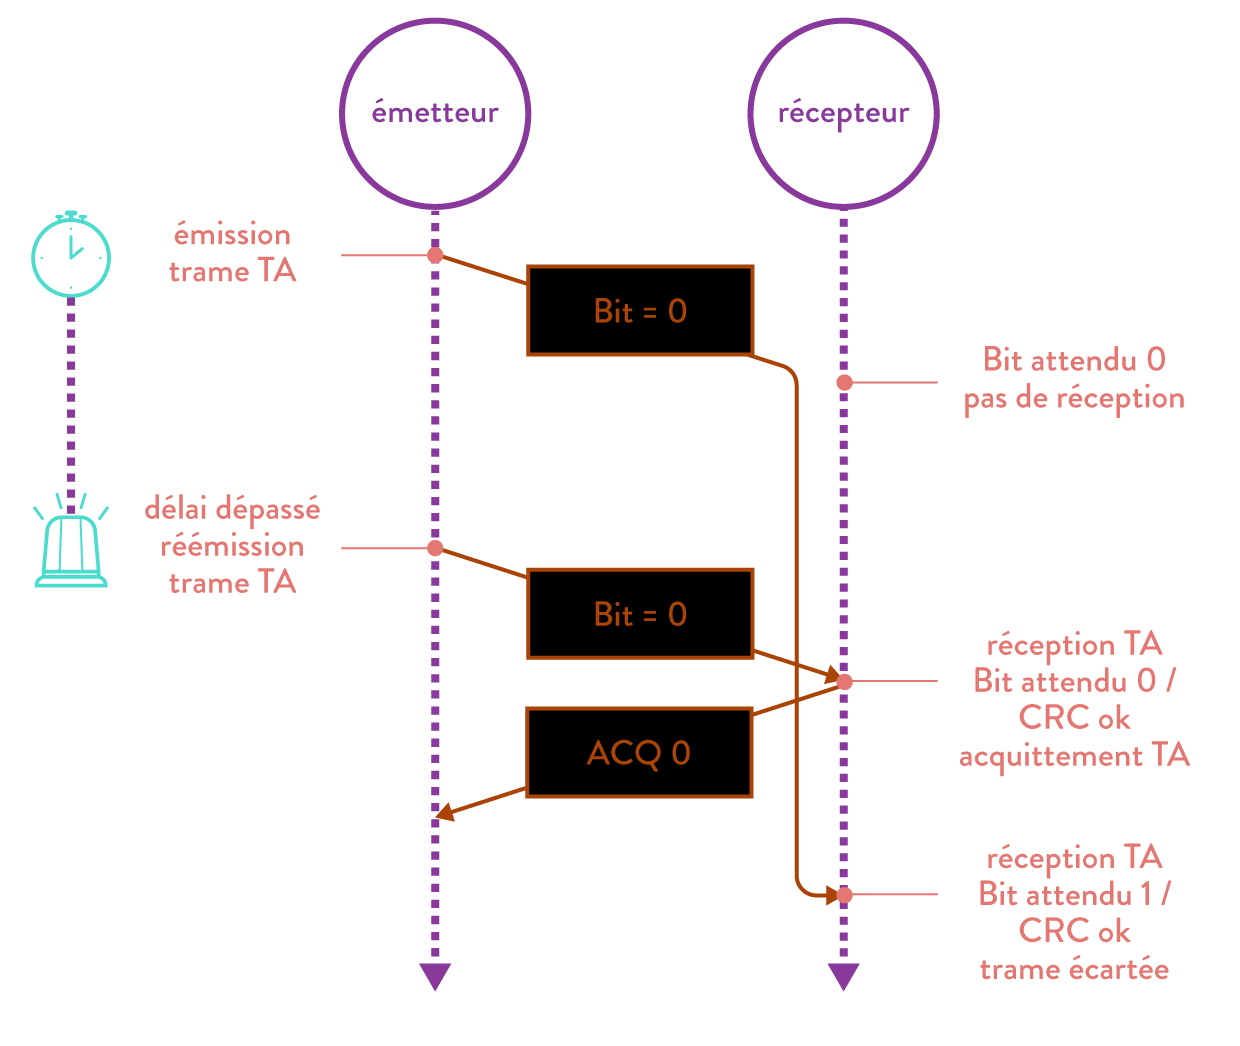 émetteur
récepteur
émission
trame TA
Bit = 0
Bit attendu 0
pas de réception
délai dépassé
réémission
trame TA
Bit = 0
réception TA
Bit attendu 0 /
CRC ok
acquittement TA
ACQ 0
réception TA
Bit attendu 1 /
CRC ok
trame écartée